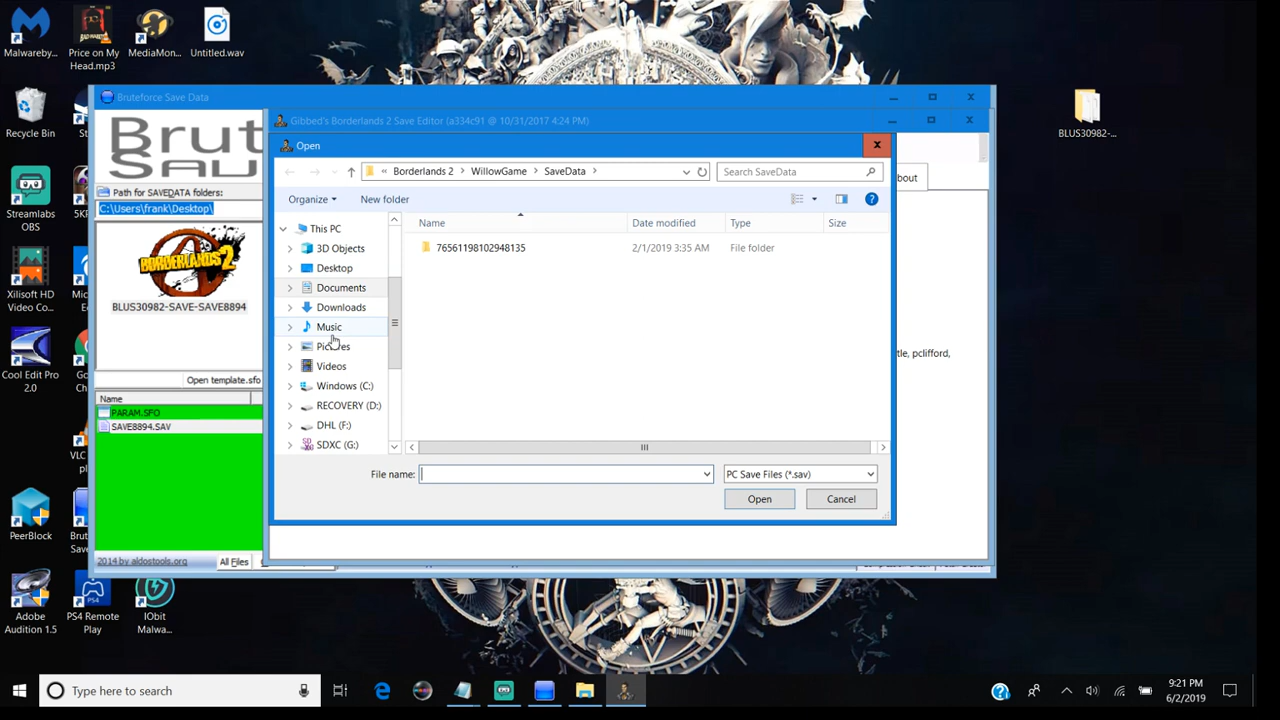 Malwareby...
Price on My
Head.mp3
MediaMon...
Untitled.wav
Recycle Bin
Streamlabs
OBS
Xilisoft HD
Video Co...
Cool Edit Pro
2.0
PeerBlock
Adobe
Audition 1.5
PS4 Remote
Play
IObit
Malwa...
BLUS30982-...
Bruteforce Save Data
Brut
SAV
Path for SAVEDATA folders:
C:\Users\frank\Desktop\
BORDERLANDS 2
BLUS30982-SAVE-SAVE8894
Open template.sfo
Name
PARAM.SFO
SAVE8894.SAV
2014 by aldostools.org
All Files
Gibbed's Borderlands 2 Save Editor (a334c91 @ 10/31/2017 4:24 PM)
bout
tle, pclifford,
Open
« Borderlands 2 > WillowGame > SaveData >
Search SaveData
Organize
New folder
Name
Date modified
Type
Size
76561198102948135
2/1/2019 3:35 AM
File folder
This PC
3D Objects
Desktop
Documents
Downloads
Music
Pictures
Videos
Windows (C:)
RECOVERY (D:)
DHL (F:)
SDXC (G:)
File name:
PC Save Files (*.sav)
Open
Cancel
Type here to search
9:21 PM
6/2/2019